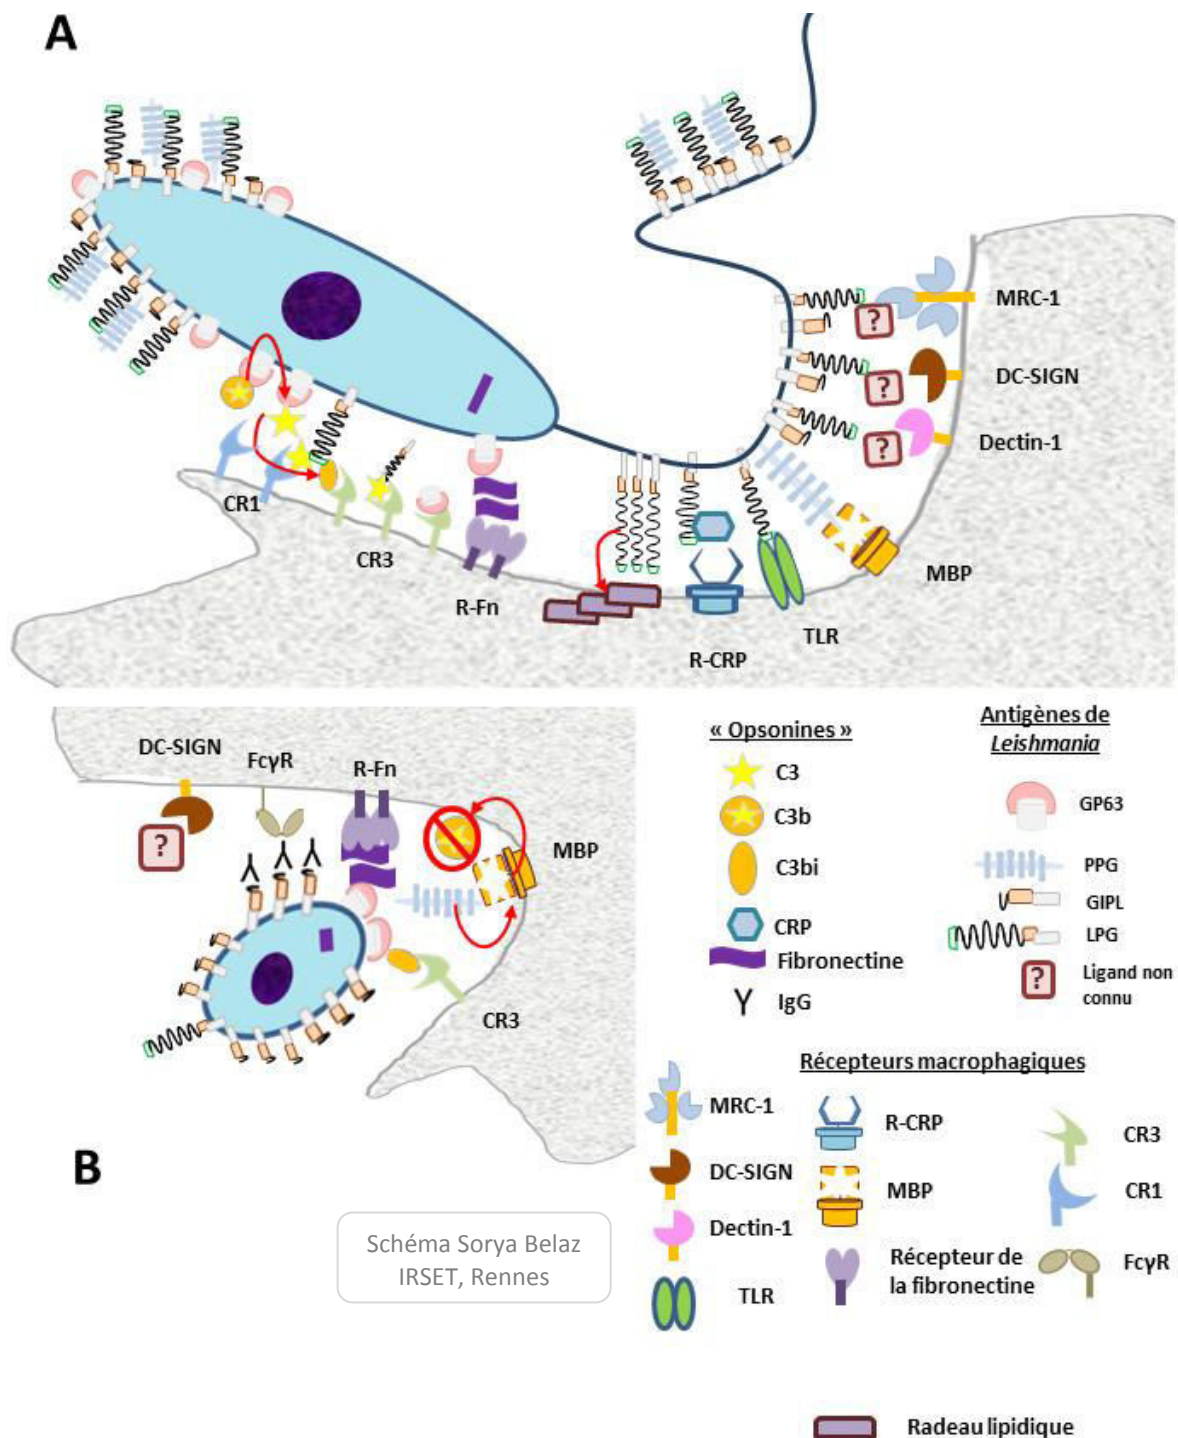 A
MRC-1
DC-SIGN
?
?
Dectin-1
?
CR1
CR3
MBP
R-Fn
TLR
R-CRP
DC-SIGN
FcγR
R-Fn
?
MBP
CR3
B
« Opsonines »
C3
C3b
C3bi
CRP
Fibronectine
IgG
Antigènes de
Leishmania
GP63
PPG
GIPL
LPG
?
Ligand non
connu
Récepteurs macrophagiques
MRC-1
R-CRP
CR3
DC-SIGN
MBP
CR1
Dectin-1
Récepteur de
la fibronectine
FcγR
TLR
Schéma Sorya Belaz
IRSET, Rennes
Radeau lipidique